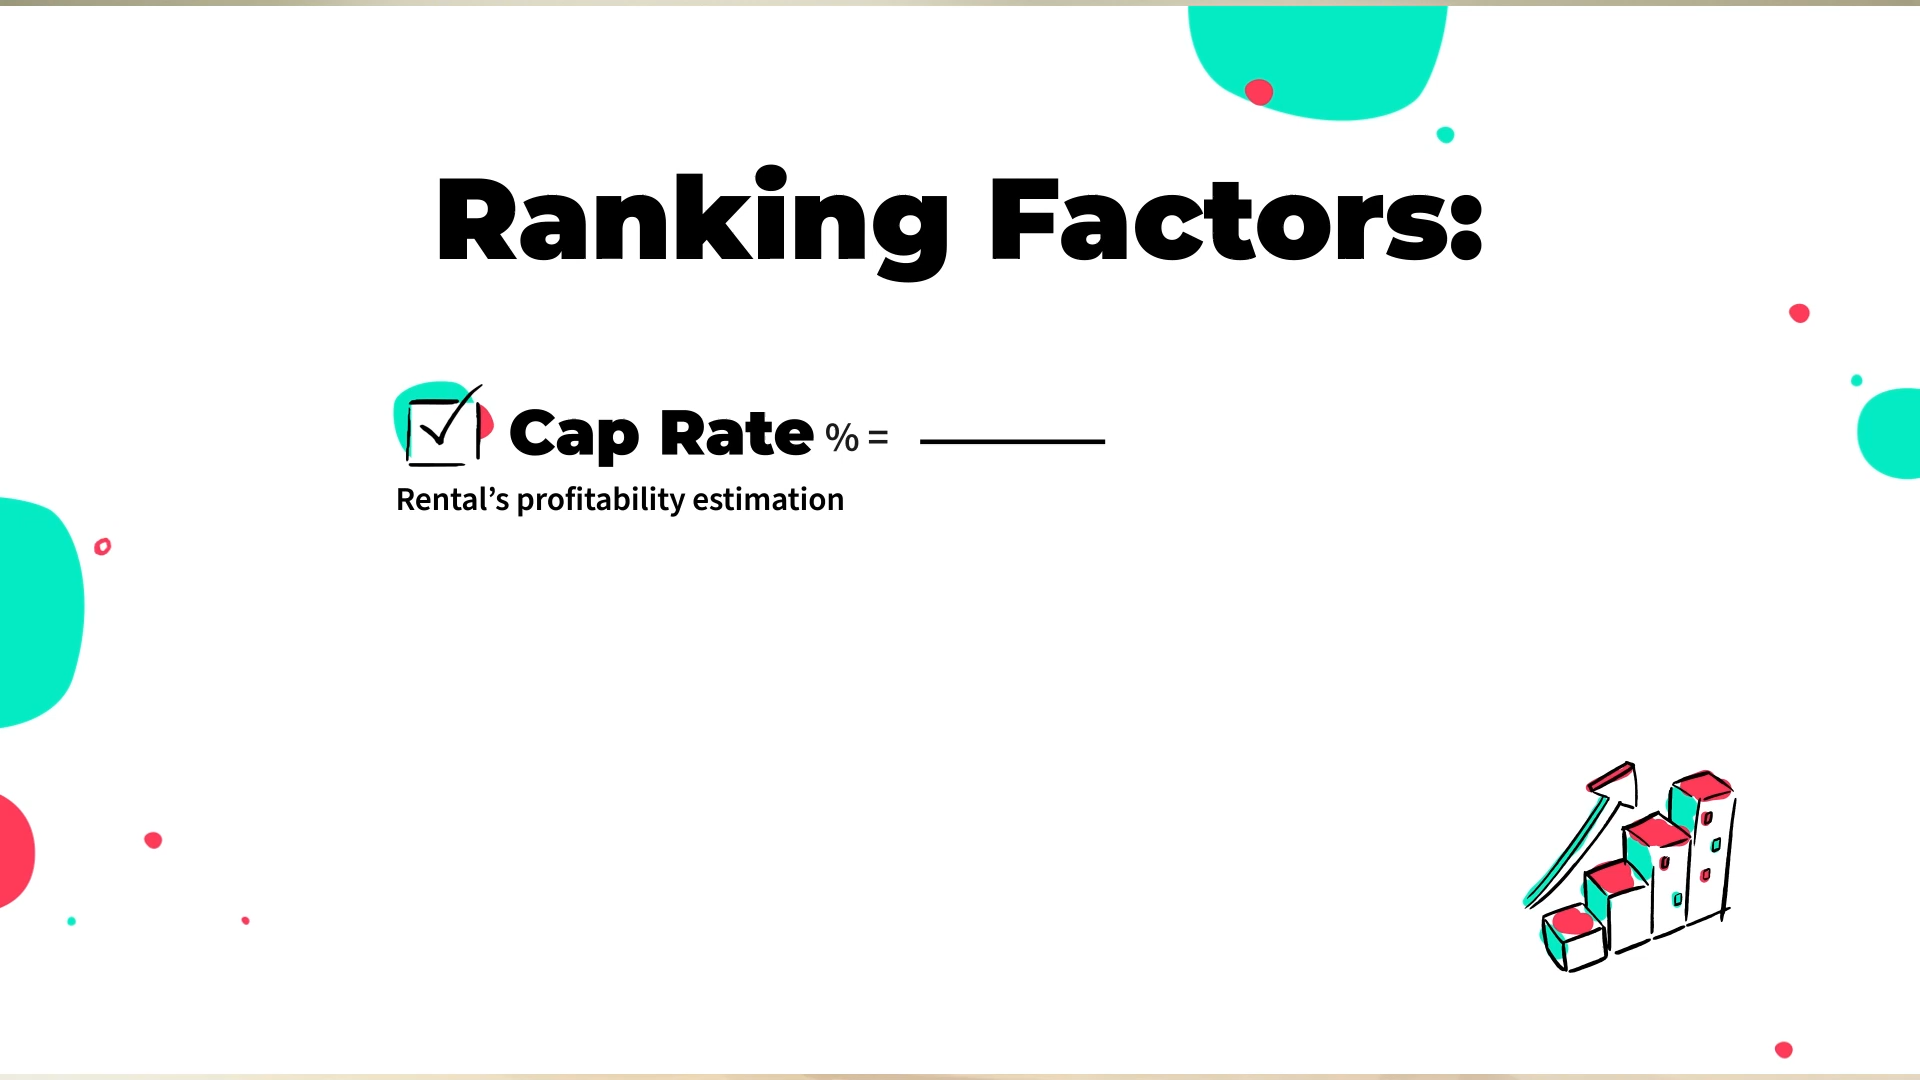 Ranking Factors:
Cap Rate % =
Rental’s profitability estimation